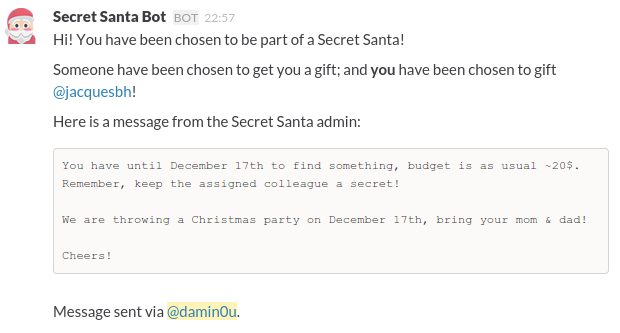 Secret Santa Bot BOT 22:57
Hi! You have been chosen to be part of a Secret Santa!
Someone have been chosen to get you a gift; and you have been chosen to gift
@jacquesbh!
Here is a message from the Secret Santa admin:
You have until December 17th to find something, budget is as usual ~20$.
Remember, keep the assigned colleague a secret!
We are throwing a Christmas party on December 17th, bring your mom & dad!
Cheers!
Message sent via @damin0u.